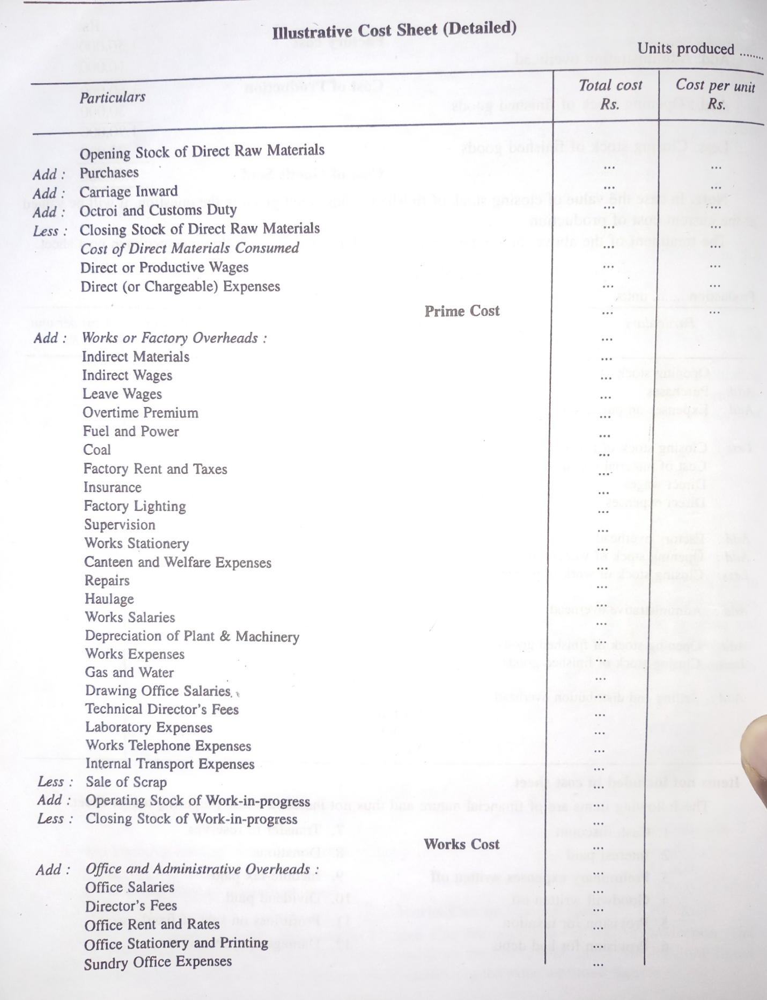 Illustrative Cost Sheet (Detailed)
Units produced ........
Particulars Total cost Rs. Cost per unit Rs.
Opening Stock of Direct Raw Materials ... ...
Add : Purchases ... ...
Add : Carriage Inward ... ...
Add : Octroi and Customs Duty ... ...
Less : Closing Stock of Direct Raw Materials ... ...
Cost of Direct Materials Consumed ... ...
Direct or Productive Wages ... ...
Direct (or Chargeable) Expenses
Prime Cost ... ...
Add : Works or Factory Overheads : ...
Indirect Materials ...
Indirect Wages ...
Leave Wages ...
Overtime Premium ...
Fuel and Power ...
Coal ...
Factory Rent and Taxes ...
Insurance ...
Factory Lighting ...
Supervision ...
Works Stationery ...
Canteen and Welfare Expenses ...
Repairs ...
Haulage ...
Works Salaries ...
Depreciation of Plant & Machinery ...
Works Expenses ...
Gas and Water ...
Drawing Office Salaries. ...
Technical Director's Fees ...
Laboratory Expenses ...
Works Telephone Expenses ...
Internal Transport Expenses ...
Less : Sale of Scrap ...
Add : Operating Stock of Work-in-progress ...
Less : Closing Stock of Work-in-progress ...
Works Cost ...
Add : Office and Administrative Overheads : ...
Office Salaries ...
Director's Fees ...
Office Rent and Rates ...
Office Stationery and Printing ...
Sundry Office Expenses ...